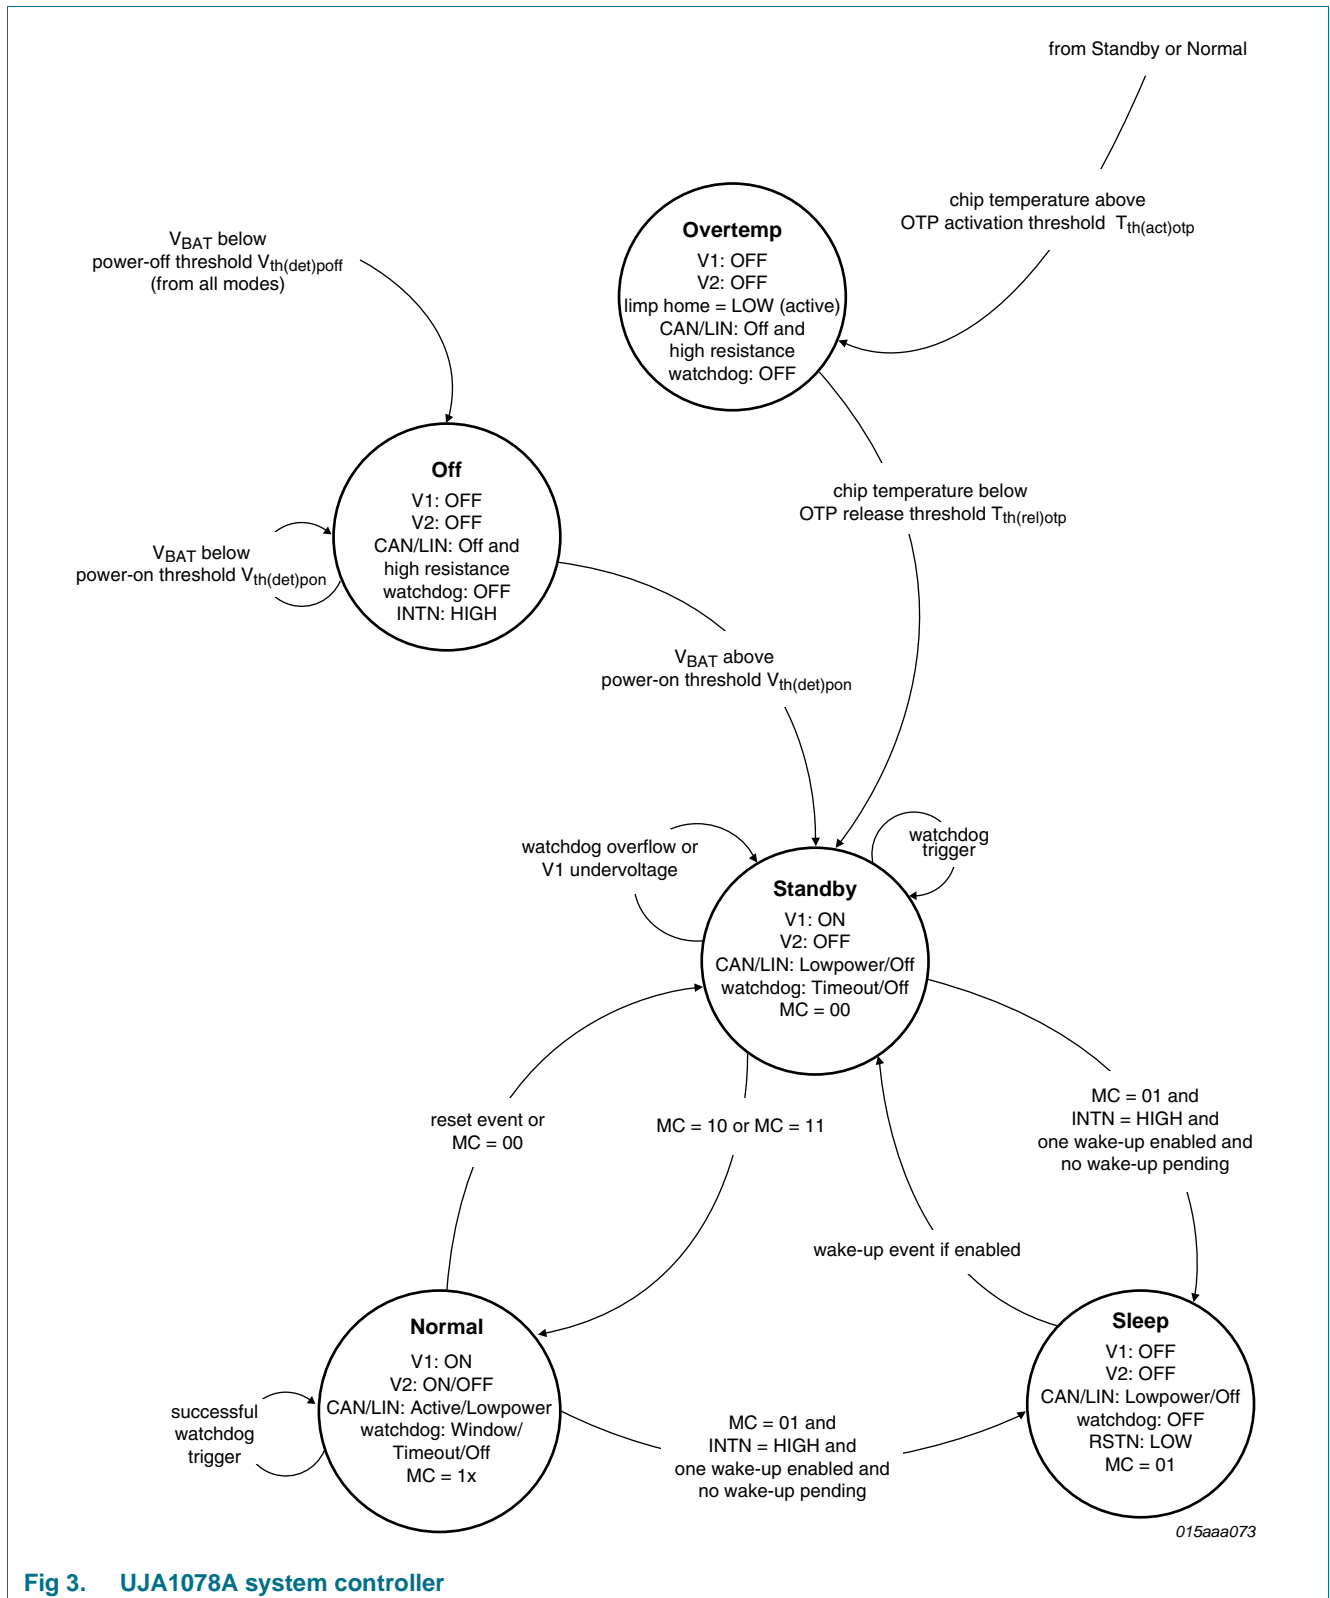 from Standby or Normal
chip temperature above
OTP activation threshold Tth(act)otp
Overtemp
V1: OFF
V2: OFF
limp home = LOW (active)
CAN/LIN: Off and
high resistance
watchdog: OFF
VBAT below
power-off threshold Vth(det)poff
(from all modes)
Off
V1: OFF
V2: OFF
CAN/LIN: Off and
high resistance
watchdog: OFF
INTN: HIGH
VBAT below
power-on threshold Vth(det)pon
chip temperature below
OTP release threshold Tth(rel)otp
VBAT above
power-on threshold Vth(det)pon
watchdog overflow or
V1 undervoltage
watchdog
trigger
Standby
V1: ON
V2: OFF
CAN/LIN: Lowpower/Off
watchdog: Timeout/Off
MC = 00
reset event or
MC = 00
MC = 10 or MC = 11
MC = 01 and
INTN = HIGH and
one wake-up enabled and
no wake-up pending
wake-up event if enabled
Normal
V1: ON
V2: ON/OFF
CAN/LIN: Active/Lowpower
watchdog: Window/
Timeout/Off
MC = 1x
successful
watchdog
trigger
MC = 01 and
INTN = HIGH and
one wake-up enabled and
no wake-up pending
Sleep
V1: OFF
V2: OFF
CAN/LIN: Lowpower/Off
watchdog: OFF
RSTN: LOW
MC = 01
015aaa073
Fig 3. UJA1078A system controller